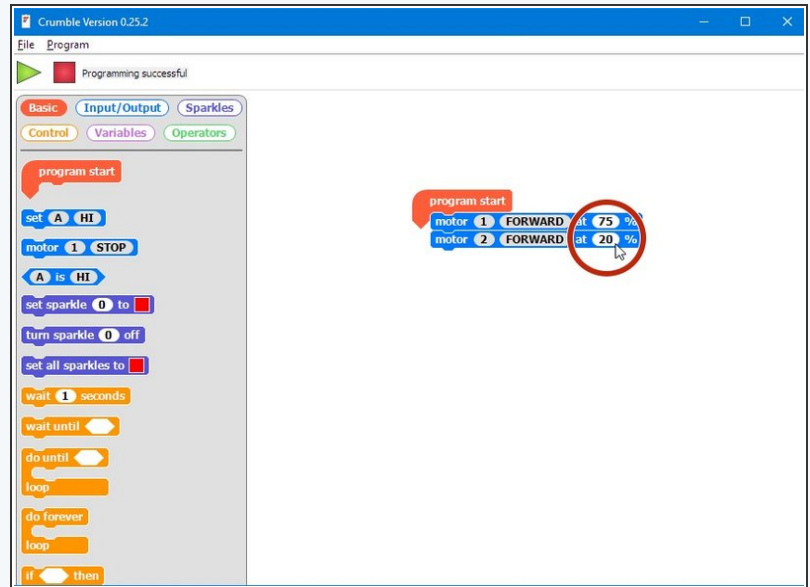 Crumble Version 0.25.2
File Program
Programming successful
Basic Input/Output Sparkles
Control Variables Operators
program start
set A HI
motor 1 STOP
A is HI
set sparkle 0 to
turn sparkle 0 off
set all sparkles to
wait 1 seconds
wait until
do until
loop
do forever
loop
if then
program start
motor 1 FORWARD at 75 %
motor 2 FORWARD at 20 %